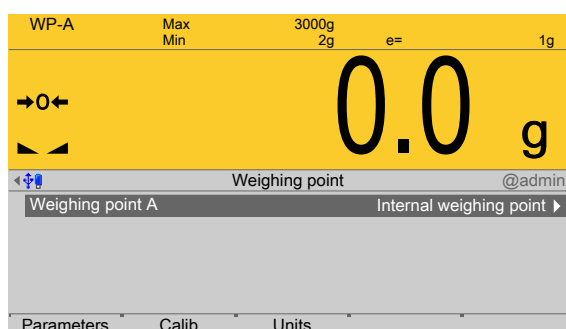 WP-A Max 3000g
Min 2g e= 1g
→0←
0.0 g
Weighing point @admin
Weighing point A Internal weighing point
Parameters Calib Units